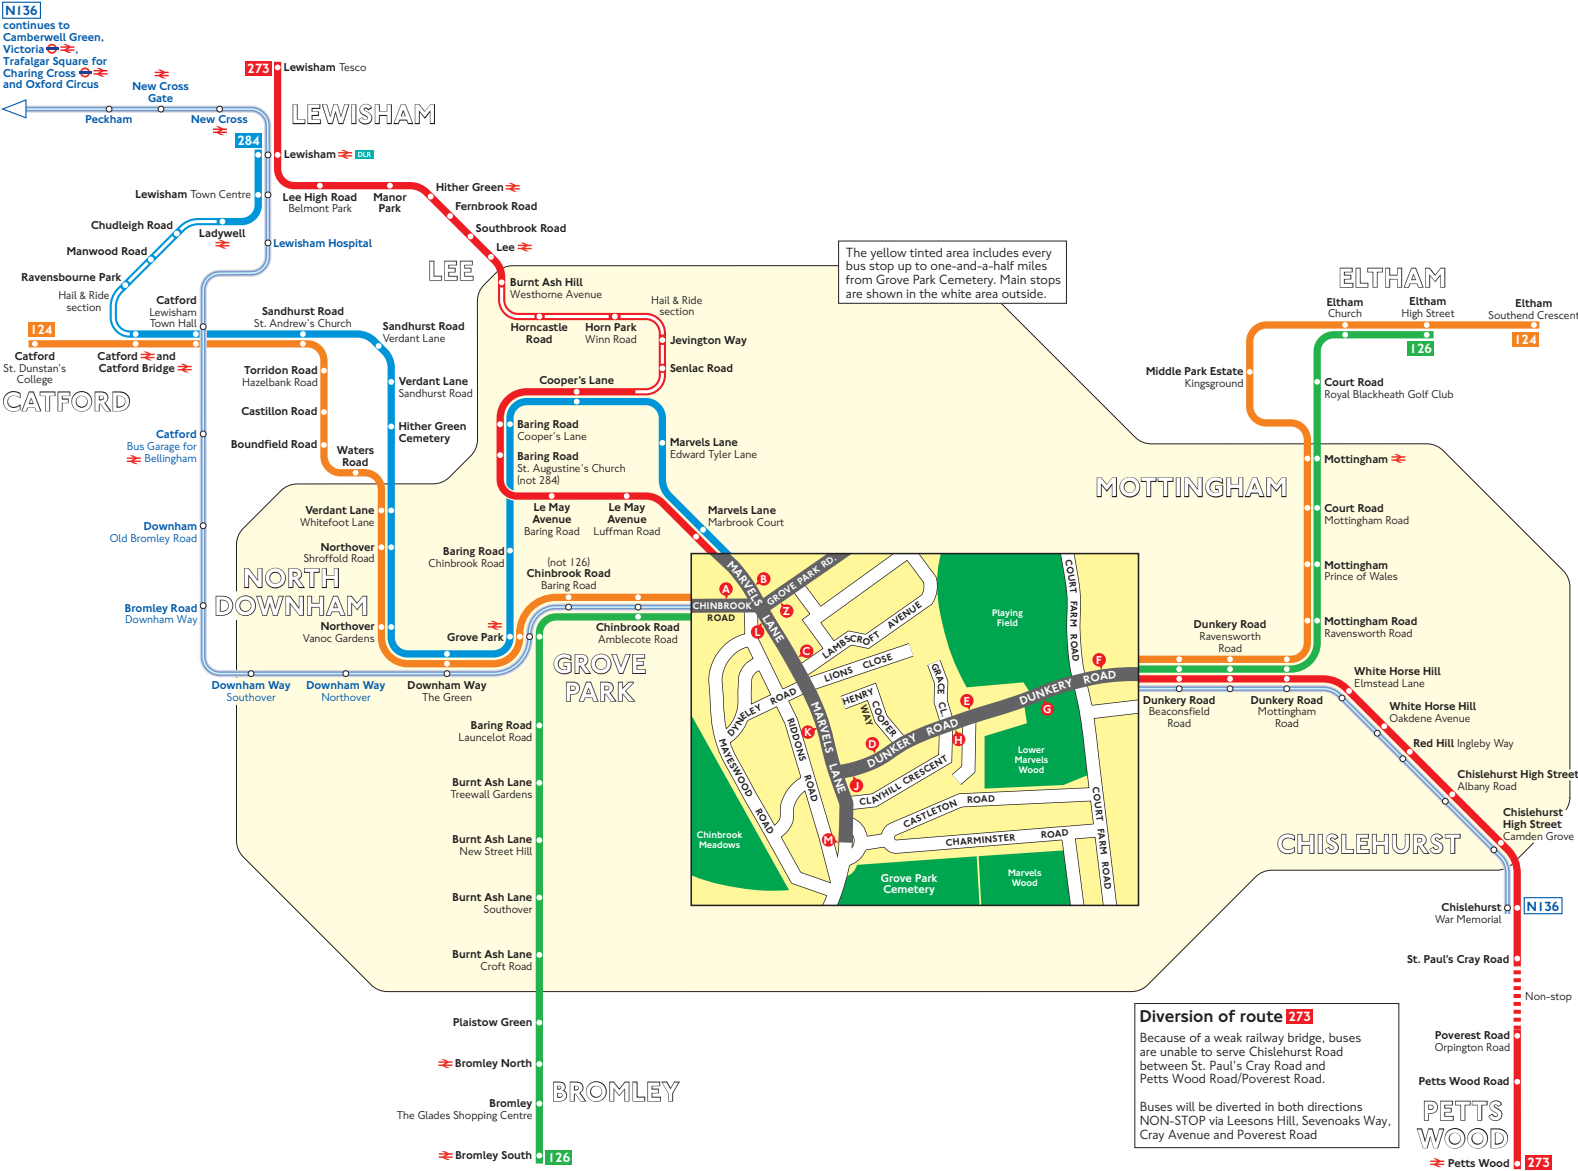 N136
continues to
Camberwell Green,
Victoria
Trafalgar Square for
Charing Cross
and Oxford Circus
New Cross
Gate
Peckham
New Cross
273
Lewisham Tesco
LEWISHAM
284
Lewisham DLR
Lewisham Town Centre
Lee High Road
Belmont Park
Manor
Park
Hither Green
Fernbrook Road
Southbrook Road
Lee
Chudleigh Road
Ladywell
Manwood Road
Lewisham Hospital
Ravensbourne Park
Hail & Ride
section
Catford
Lewisham
Town Hall
LEE
Burnt Ash Hill
Westhorne Avenue
Hail & Ride
section
Horncastle
Road
Horn Park
Winn Road
Jevington Way
Senlac Road
Cooper's Lane
The yellow tinted area includes every
bus stop up to one-and-a-half miles
from Grove Park Cemetery. Main stops
are shown in the white area outside.
ELTHAM
Eltham
Church
Eltham
High Street
Eltham
Southend Crescent
124
126
Middle Park Estate
Kingsground
Court Road
Royal Blackheath Golf Club
124
Catford
St. Dunstan's
College
Catford and
Catford Bridge
CATFORD
Sandhurst Road
St. Andrew's Church
Sandhurst Road
Verdant Lane
Torridon Road
Hazelbank Road
Verdant Lane
Sandhurst Road
Castillon Road
Hither Green
Cemetery
Boundfield Road
Waters
Road
Catford
Bus Garage for
Bellingham
Baring Road
Cooper's Lane
Baring Road
St. Augustine's Church
(not 284)
Marvels Lane
Edward Tyler Lane
Le May
Avenue
Baring Road
Le May
Avenue
Luffman Road
Marvels Lane
Marbrook Court
Mottingham
MOTTINGHAM
Court Road
Mottingham Road
Mottingham
Prince of Wales
Mottingham Road
Ravensworth Road
Downham
Old Bromley Road
Verdant Lane
Whitefoot Lane
Northover
Shroffold Road
NORTH
DOWNHAM
Northover
Vanoc Gardens
Bromley Road
Downham Way
Baring Road
Chinbrook Road
(not 126)
Chinbrook Road
Baring Road
Grove Park
Chinbrook Road
Amblecote Road
Downham Way
Southover
Downham Way
Northover
Downham Way
The Green
GROVE
PARK
Baring Road
Launcelot Road
Burnt Ash Lane
Treewall Gardens
Burnt Ash Lane
New Street Hill
Burnt Ash Lane
Southover
Burnt Ash Lane
Croft Road
Plaistow Green
Bromley North
Bromley
The Glades Shopping Centre
BROMLEY
Bromley South
126
MARVELS LANE
GROVE PARK RD.
CHINBROOK
ROAD
A
B
Z
L
C
LAMBSCROFT AVENUE
LIONS CLOSE
DYNELEY ROAD
HENRY
COOPER
WAY
GRACE CL.
Playing
Field
COURT FARM ROAD
F
E
G
DUNKERY ROAD
MARVELS LANE
RIDDONS ROAD
K
D
DUNKERY ROAD
H
MAYESWOOD ROAD
J
CLAYHILL CRESCENT
Lower
Marvels
Wood
CASTLETON ROAD
COURT FARM ROAD
Chinbrook
Meadows
M
CHARMINSTER ROAD
Grove Park
Cemetery
Marvels
Wood
Dunkery Road
Ravensworth
Road
Dunkery Road
Beaconsfield
Road
Dunkery Road
Mottingham
Road
White Horse Hill
Elmstead Lane
White Horse Hill
Oakdene Avenue
Red Hill Ingleby Way
Chislehurst High Street
Albany Road
Chislehurst
High Street
Camden Grove
CHISLEHURST
Chislehurst
War Memorial
N136
St. Paul's Cray Road
Non-stop
Poverest Road
Orpington Road
Petts Wood Road
PETTS
WOOD
Petts Wood
273
Diversion of route 273
Because of a weak railway bridge, buses
are unable to serve Chislehurst Road
between St. Paul's Cray Road and
Petts Wood Road/Poverest Road.
Buses will be diverted in both directions
NON-STOP via Leesons Hill, Sevenoaks Way,
Cray Avenue and Poverest Road